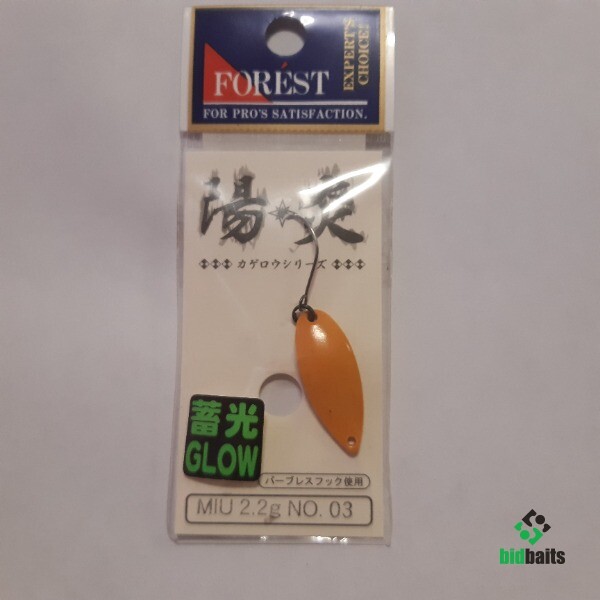 FORÉST
EXPERT'S CHOICE!
FOR PRO'S SATISFACTION.
陽炎
カゲロウシリーズ
蓄光
GLOW
バーブレスフック使用
MIU 2.2g NO. 03
bidbaits